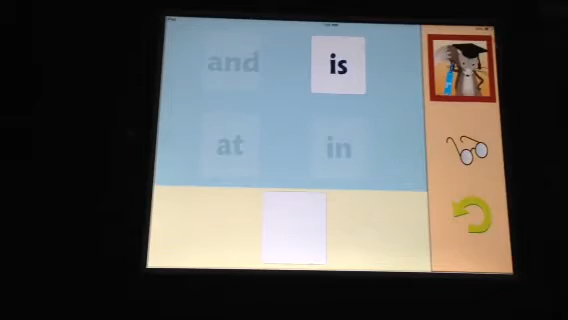 and is
at in